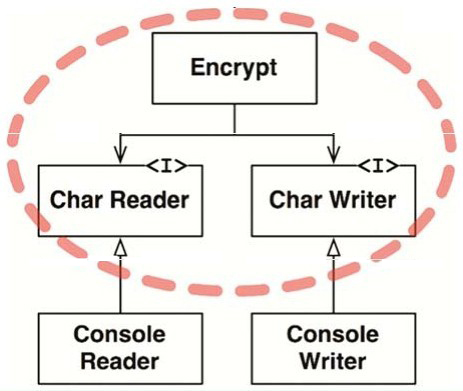 Encrypt
<I> <I>
Char Reader Char Writer
Console Console
Reader Writer